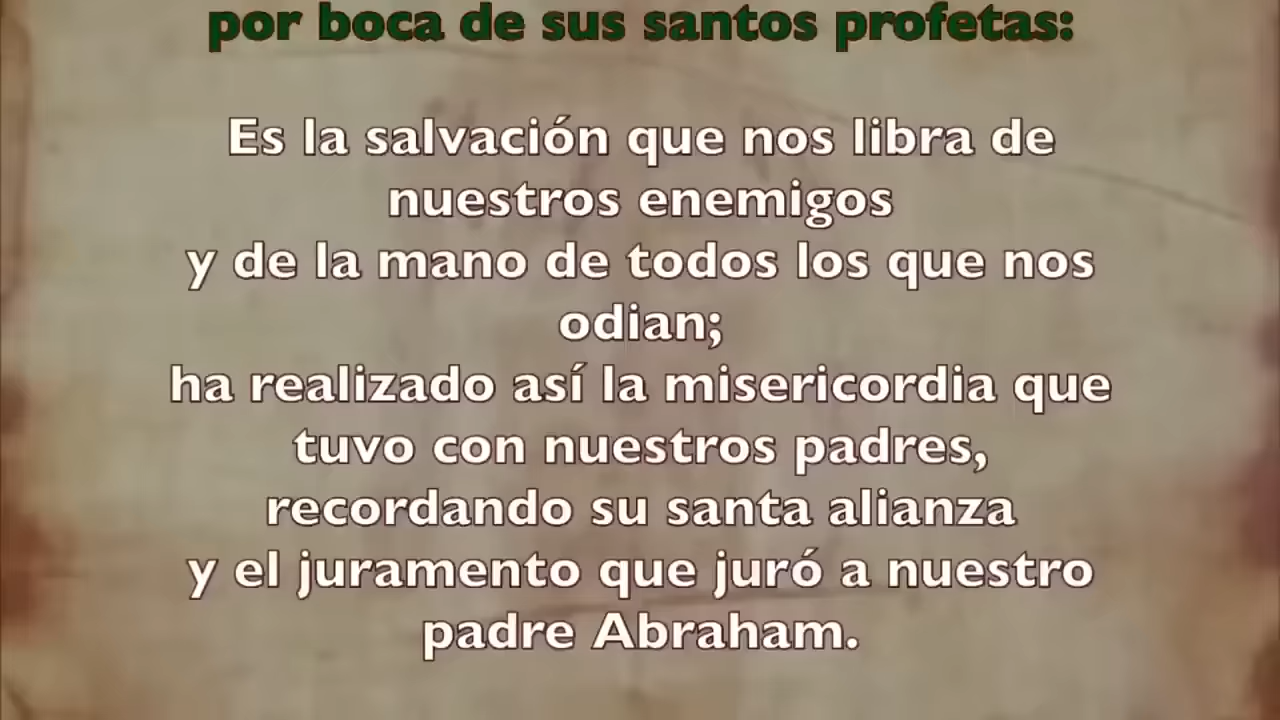 por boca de sus santos profetas:
Es la salvación que nos libra de
nuestros enemigos
y de la mano de todos los que nos
odian;
ha realizado así la misericordia que
tuvo con nuestros padres,
recordando su santa alianza
y el juramento que juró a nuestro
padre Abraham.